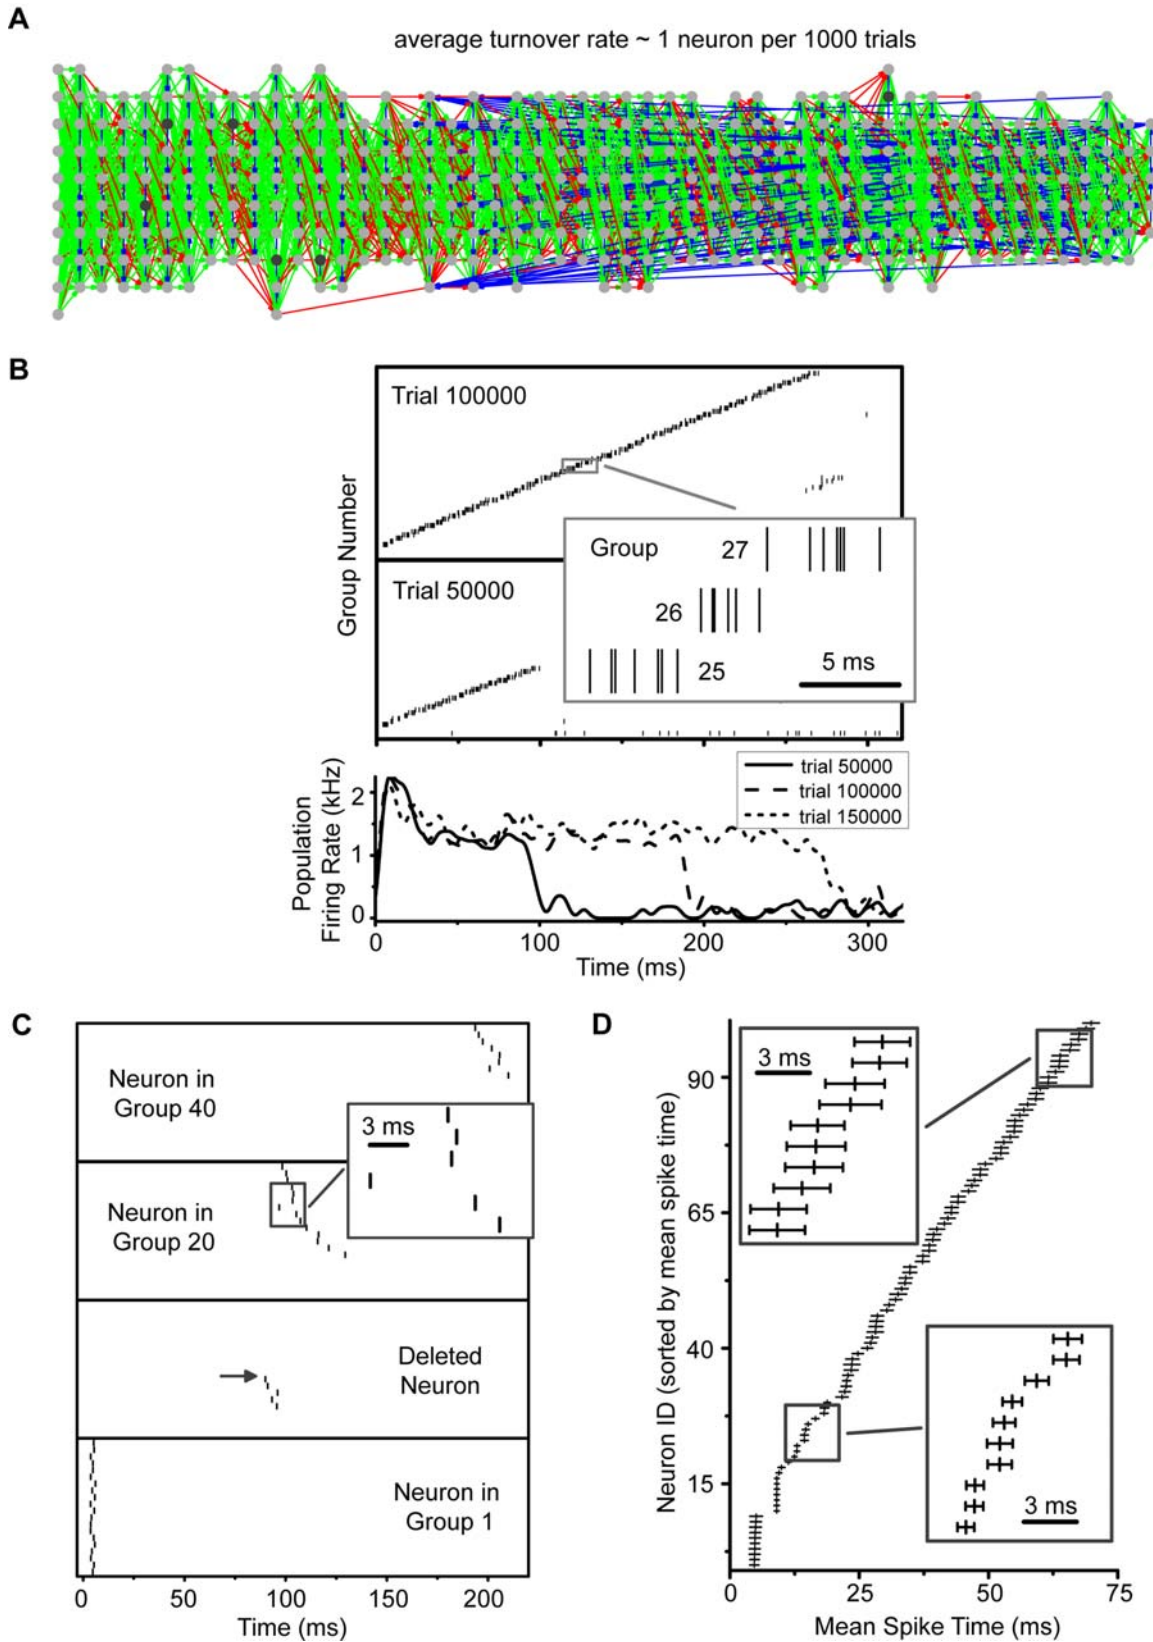 A
average turnover rate ~ 1 neuron per 1000 trials
B
Group Number
Trial 100000
Group 27
26
25
5 ms
Trial 50000
Population
Firing Rate (kHz)
2
1
0
trial 50000
trial 100000
trial 150000
0 100 200 300
Time (ms)
C
Neuron in
Group 40
3 ms
Neuron in
Group 20
Deleted
Neuron
Neuron in
Group 1
0 50 100 150 200
Time (ms)
D
Neuron ID (sorted by mean spike time)
90
65
40
15
3 ms
3 ms
0 25 50 75
Mean Spike Time (ms)